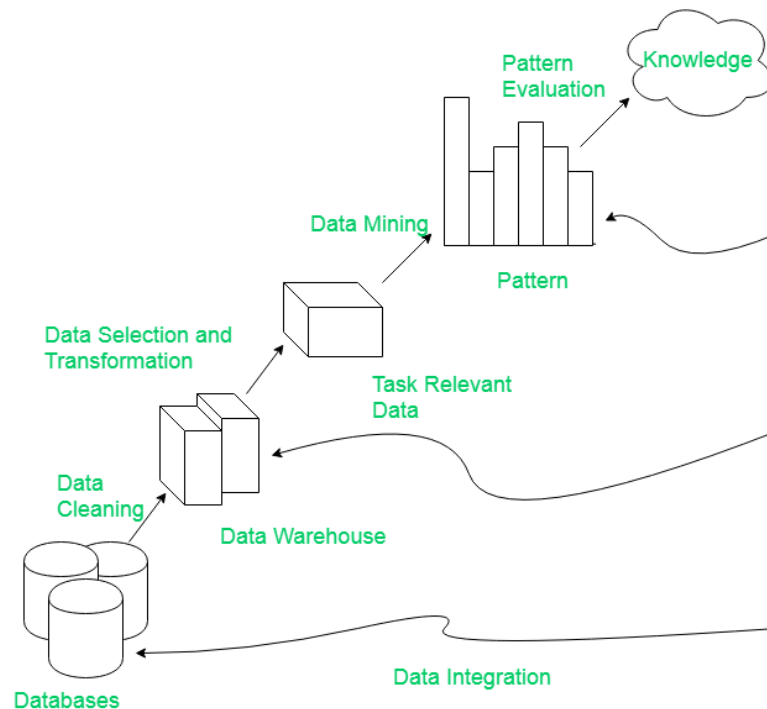 Knowledge
Pattern
Evaluation
Data Mining
Pattern
Data Selection and
Transformation
Task Relevant
Data
Data
Cleaning
Data Warehouse
Data Integration
Databases